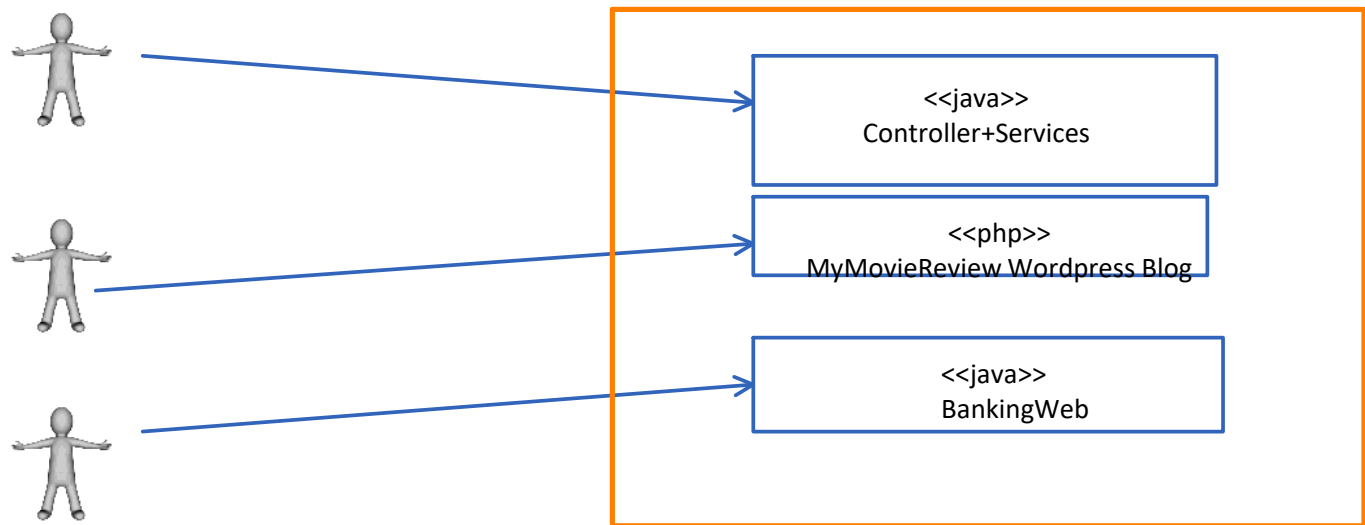 <<java>>
Controller+Services
<<php>>
MyMovieReview Wordpress Blog
<<java>>
BankingWeb